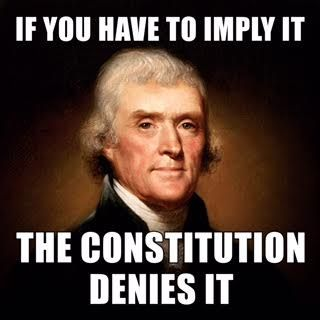 IF YOU HAVE TO IMPLY IT
THE CONSTITUTION
DENIES IT